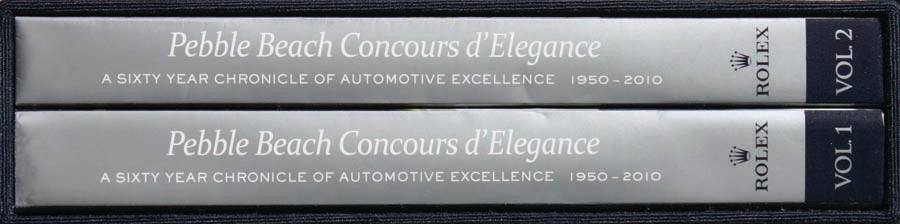 Pebble Beach Concours d'Elegance
A SIXTY YEAR CHRONICLE OF AUTOMOTIVE EXCELLENCE 1950–2010
ROLEX
VOL. 2
Pebble Beach Concours d'Elegance
A SIXTY YEAR CHRONICLE OF AUTOMOTIVE EXCELLENCE 1950–2010
ROLEX
VOL. 1